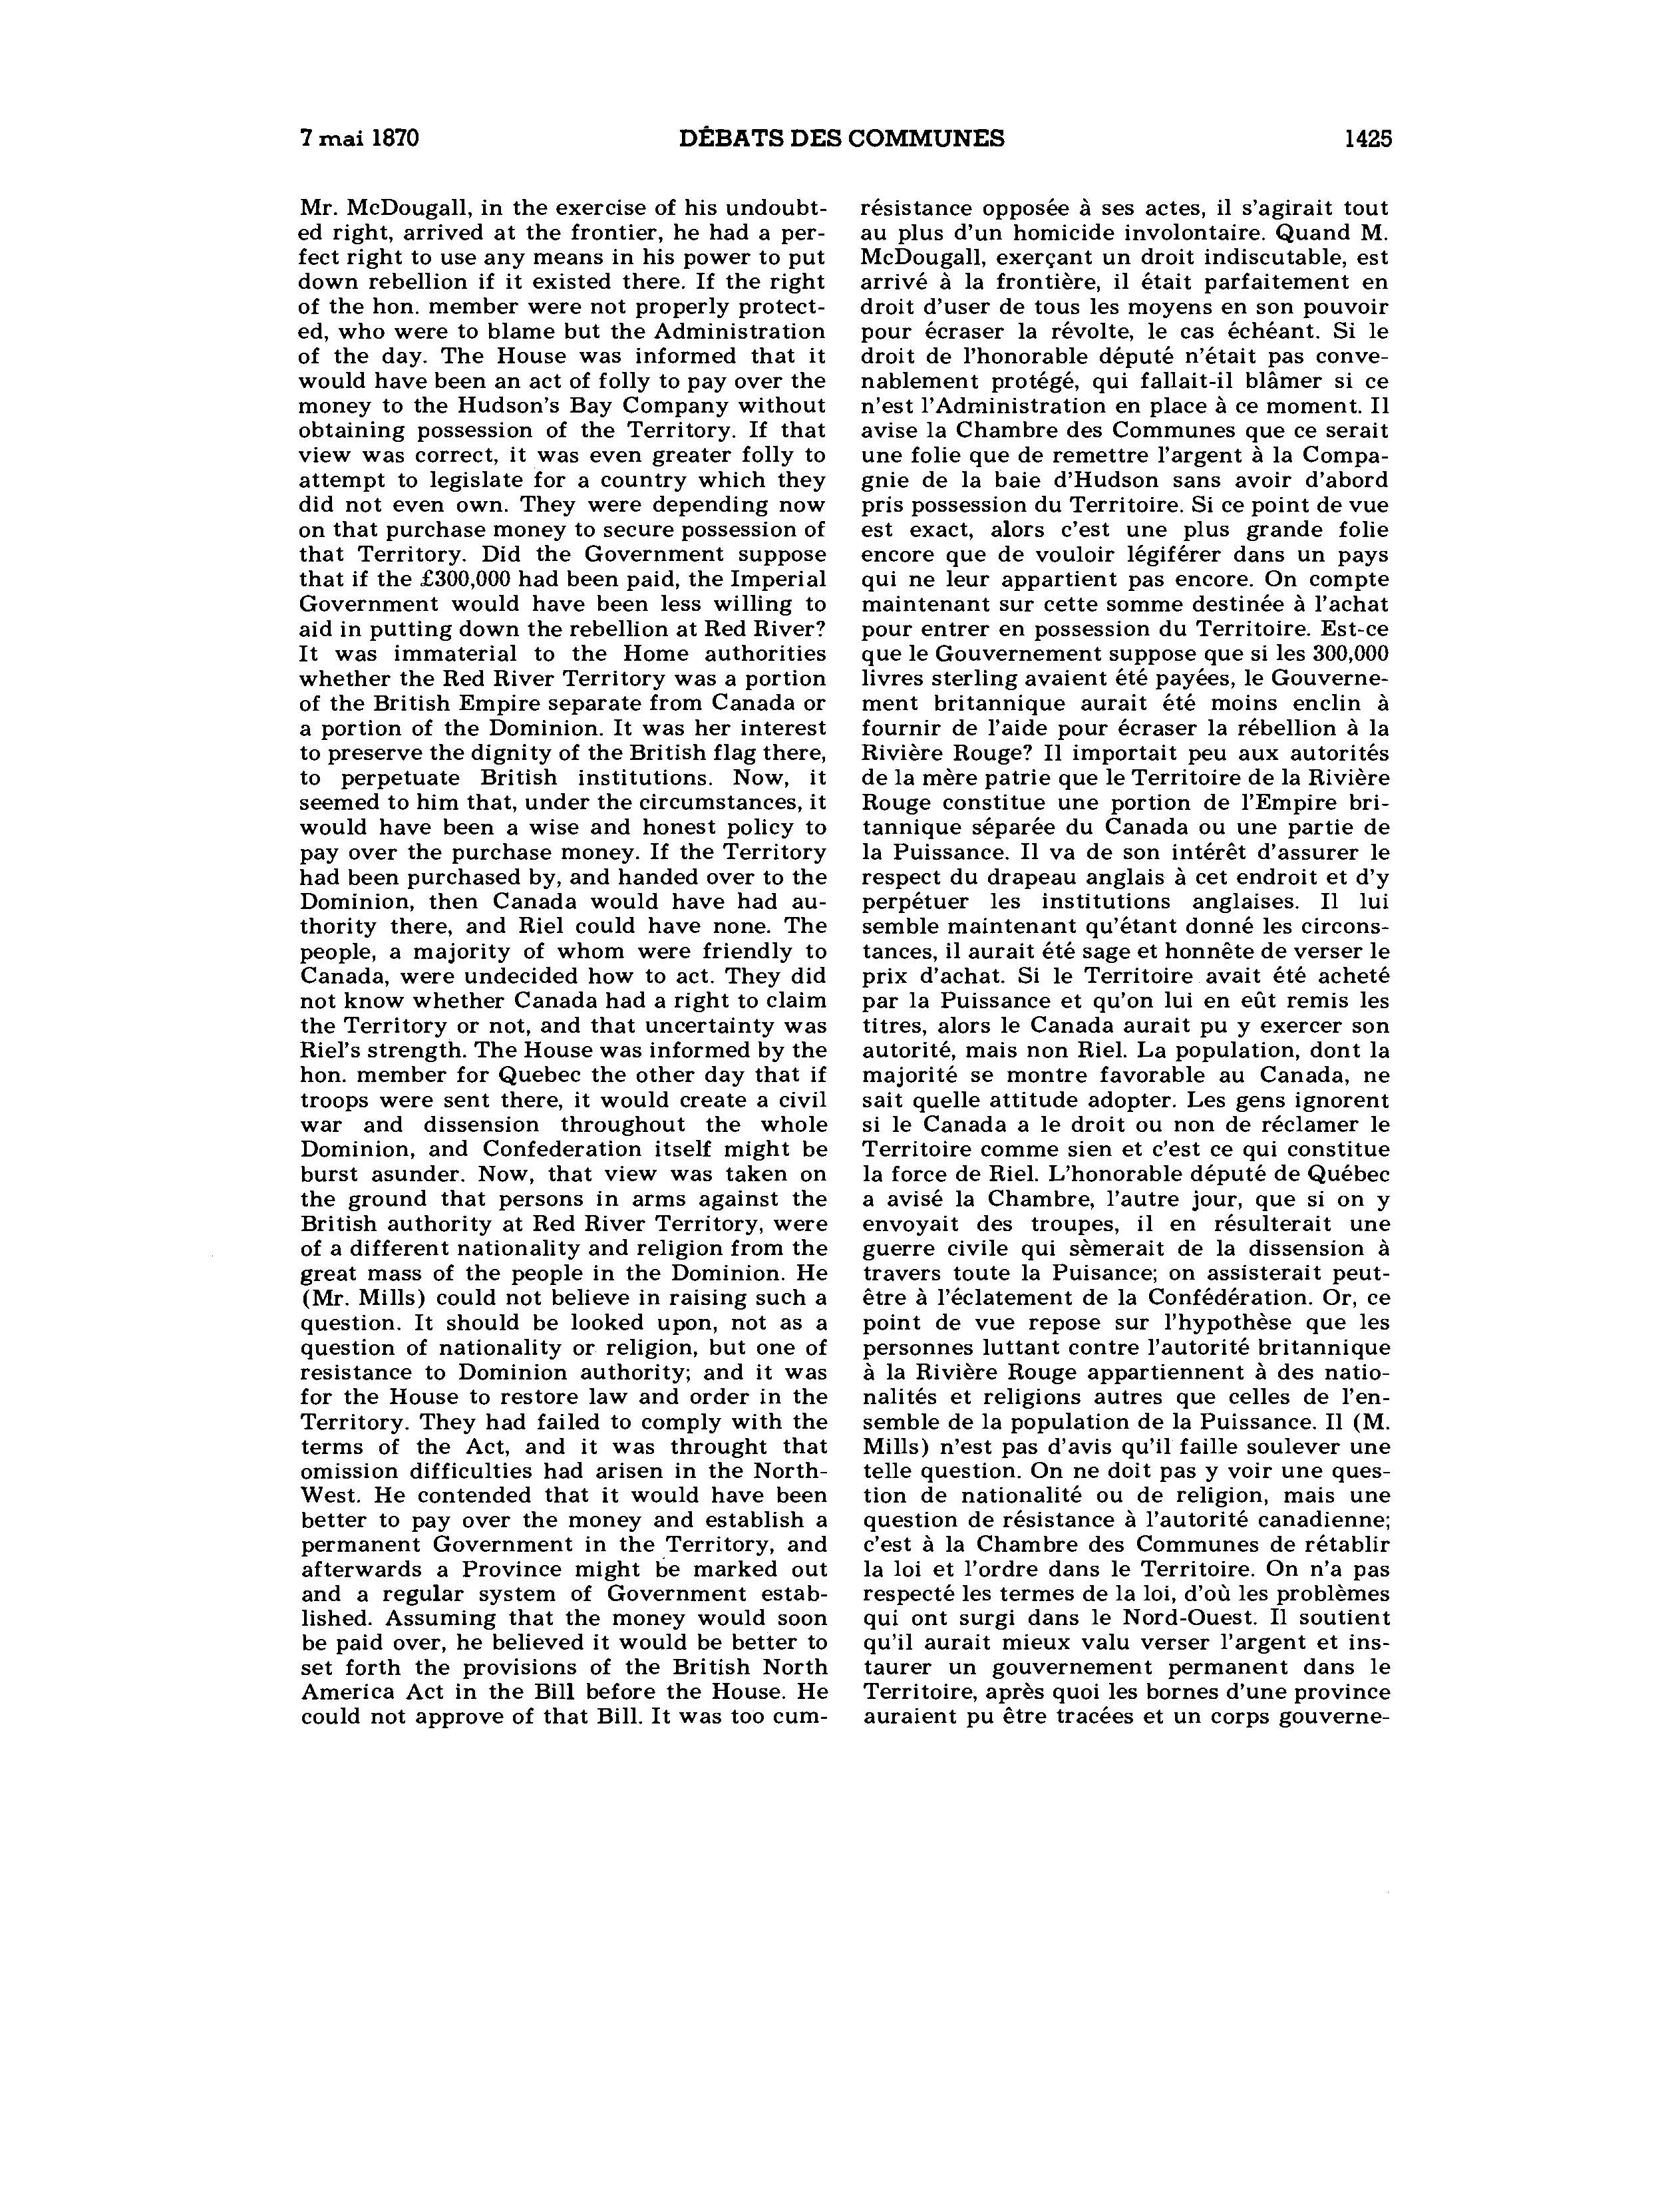 7 mai 1870
DÉBATS DES COMMUNES
1425
Mr. McDougall, in the exercise of his undoubt-
ed right, arrived at the frontier, he had a per-
fect right to use any means in his power to put
down rebellion if it existed there. If the right
of the hon. member were not properly protect-
ed, who were to blame but the Administration
of the day. The House was informed that it
would have been an act of folly to pay over the
money to the Hudson's Bay Company without
obtaining possession of the Territory. If that
view was correct, it was even greater folly to
attempt to legislate for a country which they
did not even own. They were depending now
on that purchase money to secure possession of
that Territory. Did the Government suppose
that if the £300,000 had been paid, the Imperial
Government would have been less willing to
aid in putting down the rebellion at Red River?
It was immaterial to the Home authorities
whether the Red River Territory was a portion
of the British Empire separate from Canada or
a portion of the Dominion. It was her interest
to preserve the dignity of the British flag there,
to perpetuate British institutions. Now, it
seemed to him that, under the circumstances, it
would have been a wise and honest policy to
pay over the purchase money. If the Territory
had been purchased by, and handed over to the
Dominion, then Canada would have had au-
thority there, and Riel could have none. The
people, a majority of whom were friendly to
Canada, were undecided how to act. They did
not know whether Canada had a right to claim
the Territory or not, and that uncertainty was
Riel's strength. The House was informed by the
hon. member for Quebec the other day that if
troops were sent there, it would create a civil
war and dissension throughout the whole
Dominion, and Confederation itself might be
burst asunder. Now, that view was taken on
the ground that persons in arms against the
British authority at Red River Territory, were
of a different nationality and religion from the
great mass of the people in the Dominion. He
(Mr. Mills) could not believe in raising such a
question. It should be looked upon, not as a
question of nationality or religion, but one of
resistance to Dominion authority; and it was
for the House to restore law and order in the
Territory. They had failed to comply with the
terms of the Act, and it was throught that
omission difficulties had arisen in the North-
West. He contended that it would have been
better to pay over the money and establish a
permanent Government in the Territory, and
afterwards a Province might be marked out
and a regular system of Government estab-
lished. Assuming that the money would soon
be paid over, he believed it would be better to
set forth the provisions of the British North
America Act in the Bill before the House. He
could not approve of that Bill. It was too cum-
résistance opposée à ses actes, il s'agirait tout
au plus d'un homicide involontaire. Quand M.
McDougall, exerçant un droit indiscutable, est
arrivé à la frontière, il était parfaitement en
droit d'user de tous les moyens en son pouvoir
pour écraser la révolte, le cas échéant. Si le
droit de l'honorable député n'était pas conve-
nablement protégé, qui fallait-il blâmer si ce
n'est l'Administration en place à ce moment. Il
avise la Chambre des Communes que ce serait
une folie que de remettre l'argent à la Compa-
gnie de la baie d'Hudson sans avoir d'abord
pris possession du Territoire. Si ce point de vue
est exact, alors c'est une plus grande folie
encore que de vouloir légiférer dans un pays
qui ne leur appartient pas encore. On compte
maintenant sur cette somme destinée à l'achat
pour entrer en possession du Territoire. Est-ce
que le Gouvernement suppose que si les 300,000
livres sterling avaient été payées, le Gouverne-
ment britannique aurait été moins enclin à
fournir de l'aide pour écraser la rébellion à la
Rivière Rouge? Il importait peu aux autorités
de la mère patrie que le Territoire de la Rivière
Rouge constitue une portion de l'Empire bri-
tannique séparée du Canada ou une partie de
la Puissance. Il va de son intérêt d'assurer le
respect du drapeau anglais à cet endroit et d'y
perpétuer les institutions anglaises. Il lui
semble maintenant qu'étant donné les circons-
tances, il aurait été sage et honnête de verser le
prix d'achat. Si le Territoire avait été acheté
par la Puissance et qu'on lui en eût remis les
titres, alors le Canada aurait pu y exercer son
autorité, mais non Riel. La population, dont la
majorité se montre favorable au Canada, ne
sait quelle attitude adopter. Les gens ignorent
si le Canada a le droit ou non de réclamer le
Territoire comme sien et c'est ce qui constitue
la force de Riel. L'honorable député de Québec
a avisé la Chambre, l'autre jour, que si on y
envoyait des troupes, il en résulterait une
guerre civile qui sèmerait de la dissension à
travers toute la Puisance; on assisterait peut-
être à l'éclatement de la Confédération. Or, ce
point de vue repose sur l'hypothèse que les
personnes luttant contre l'autorité britannique
à la Rivière Rouge appartiennent à des natio-
nalités et religions autres que celles de l'en-
semble de la population de la Puissance. Il (M.
Mills) n'est pas d'avis qu'il faille soulever une
telle question. On ne doit pas y voir une ques-
tion de nationalité ou de religion, mais une
question de résistance à l'autorité canadienne;
c'est à la Chambre des Communes de rétablir
la loi et l'ordre dans le Territoire. On n'a pas
respecté les termes de la loi, d'où les problèmes
qui ont surgi dans le Nord-Ouest. Il soutient
qu'il aurait mieux valu verser l'argent et ins-
taurer un gouvernement permanent dans le
Territoire, après quoi les bornes d'une province
auraient pu être tracées et un corps gouverne-